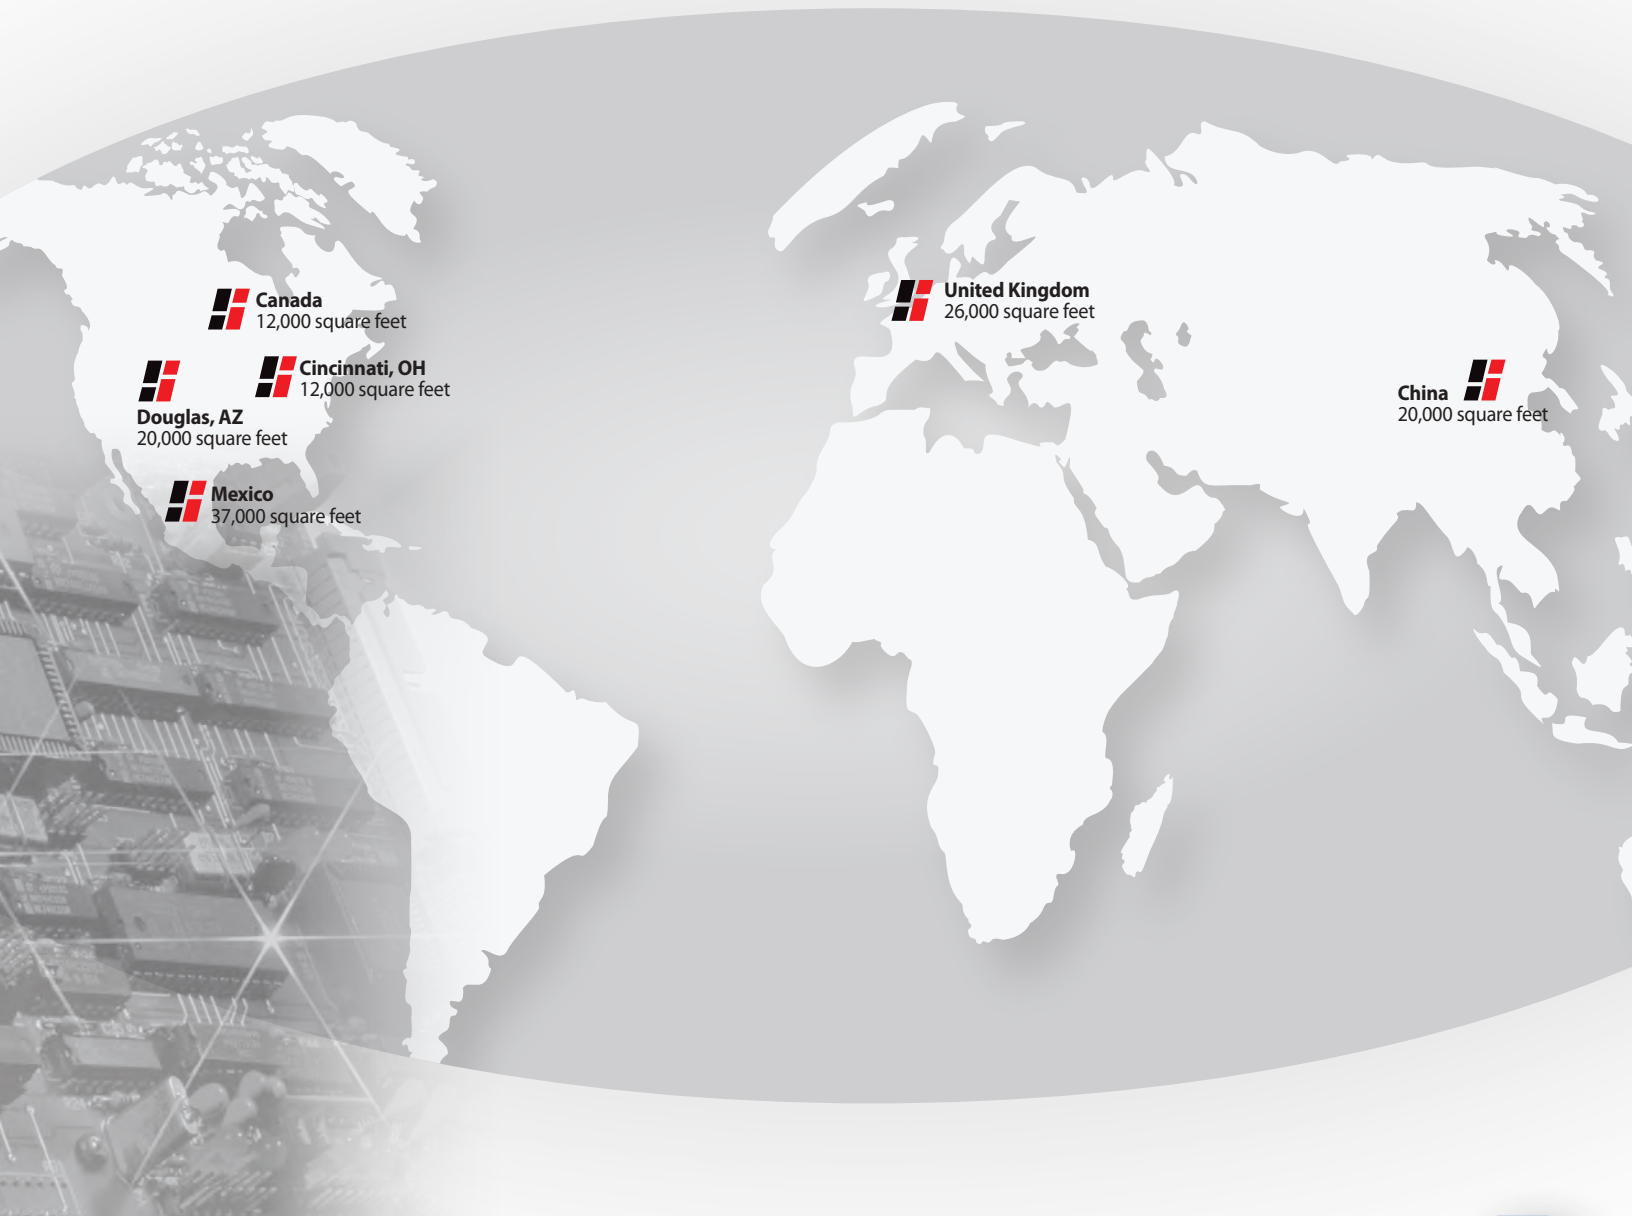 Canada
12,000 square feet
Cincinnati, OH
12,000 square feet
Douglas, AZ
20,000 square feet
Mexico
37,000 square feet
United Kingdom
26,000 square feet
China
20,000 square feet